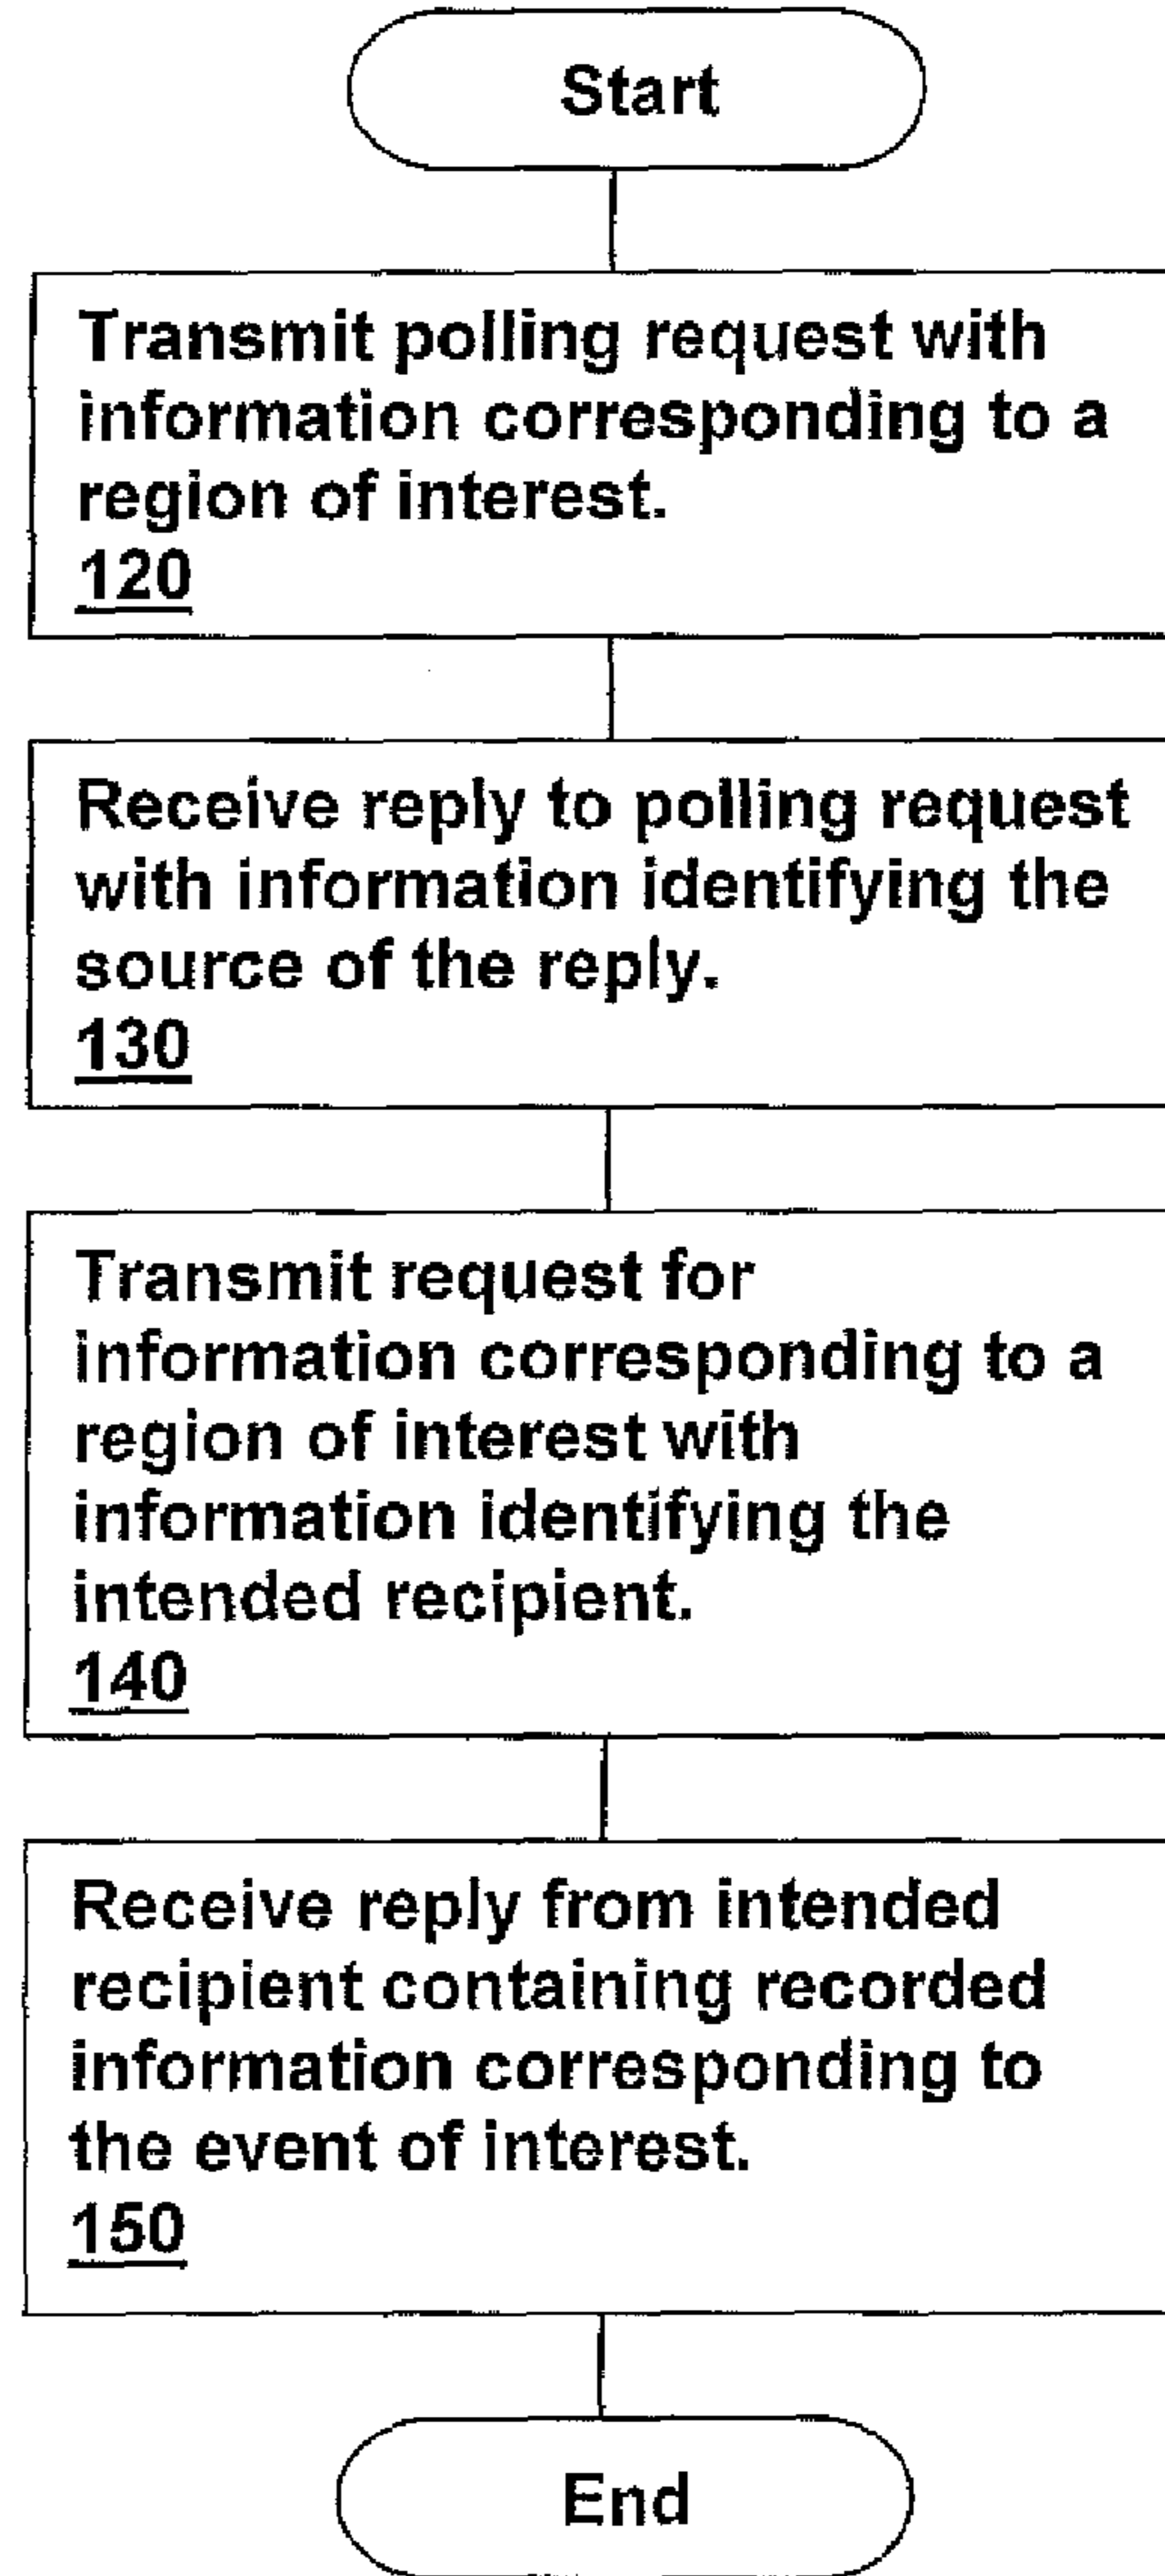 Start
Transmit polling request with
information corresponding to a
region of interest.
120
Receive reply to polling request
with information identifying the
source of the reply.
130
Transmit request for
information corresponding to a
region of interest with
information identifying the
intended recipient.
140
Receive reply from intended
recipient containing recorded
information corresponding to
the event of interest.
150
End